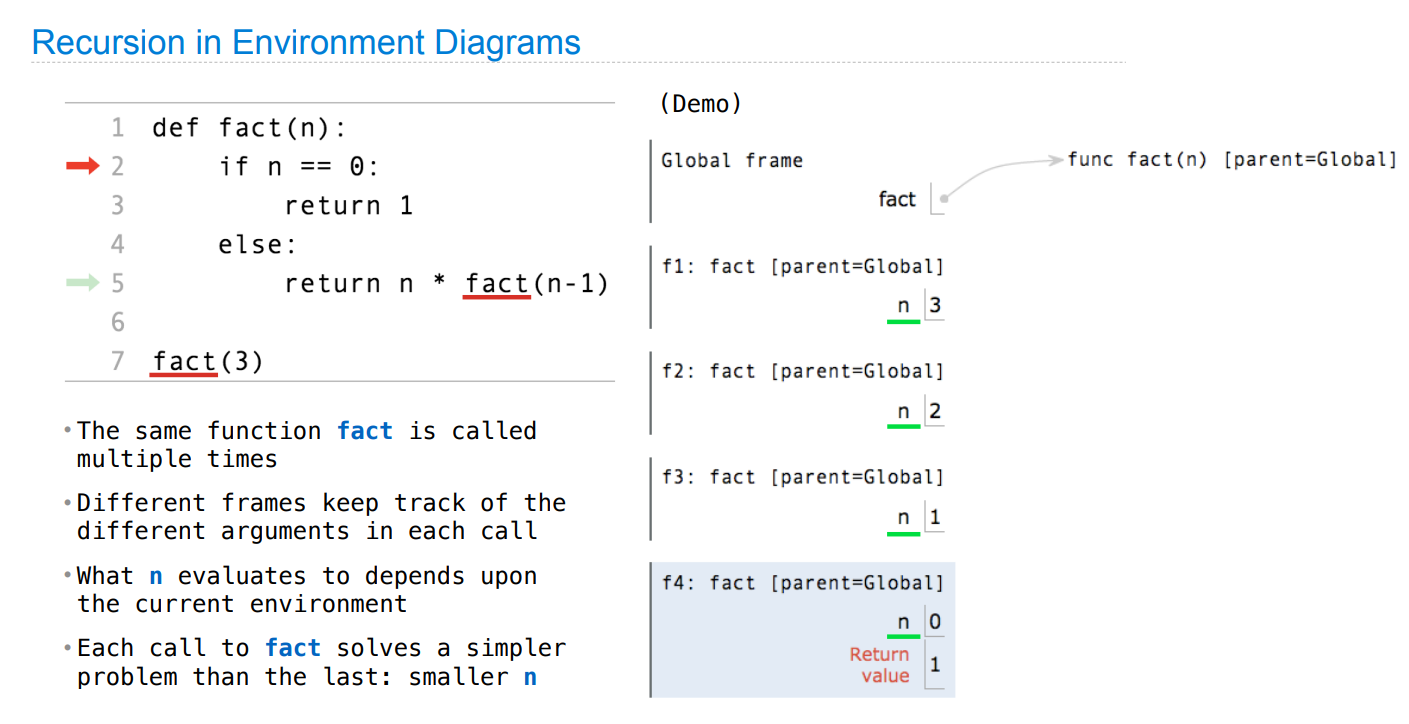 Recursion in Environment Diagrams
1 def fact(n):
2     if n == 0:
3         return 1
4     else:
5         return n * fact(n-1)
6
7 fact(3)
• The same function fact is called
multiple times
• Different frames keep track of the
different arguments in each call
• What n evaluates to depends upon
the current environment
• Each call to fact solves a simpler
problem than the last: smaller n
(Demo)
Global frame
func fact(n) [parent=Global]
fact
f1: fact [parent=Global]
n 3
f2: fact [parent=Global]
n 2
f3: fact [parent=Global]
n 1
f4: fact [parent=Global]
n 0
Return
value 1